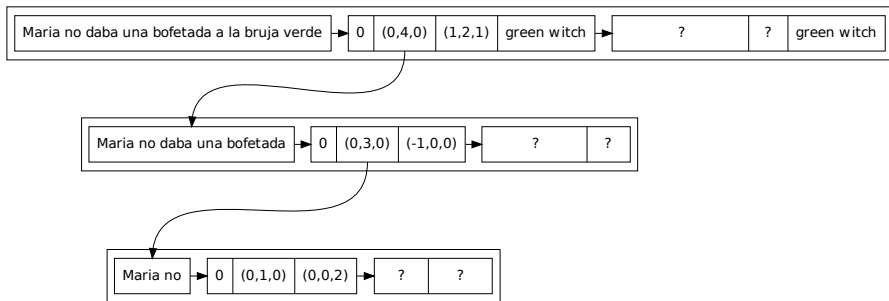 Maria no daba una bofetada a la bruja verde 0 (0,4,0) (1,2,1) green witch ? ? green witch
Maria no daba una bofetada 0 (0,3,0) (-1,0,0) ? ?
Maria no 0 (0,1,0) (0,0,2) ? ?